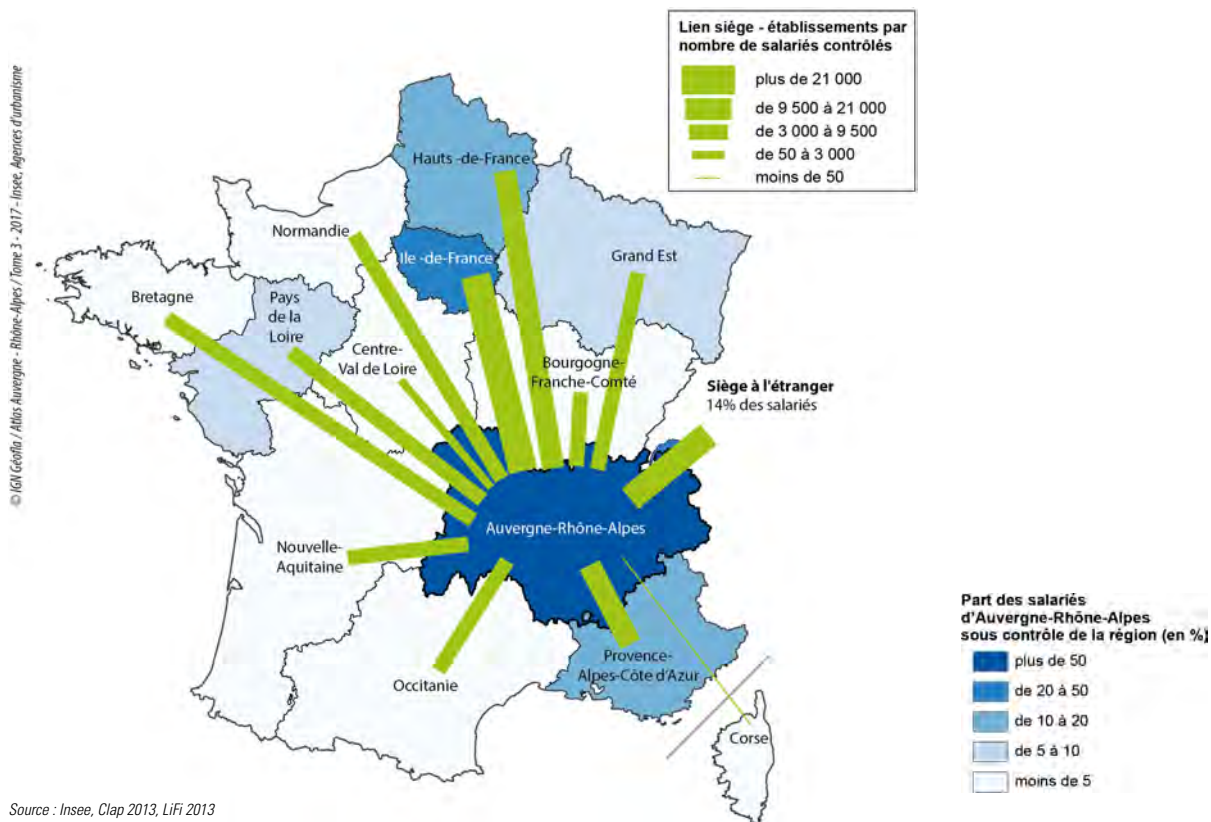 Lien siège - établissements par
nombre de salariés contrôlés
plus de 21 000
de 9 500 à 21 000
de 3 000 à 9 500
de 50 à 3 000
moins de 50
© IGN Géofla / Atlas Auvergne - Rhône-Alpes / Tome 3 - 2017 - Insee, Agences d'urbanisme
Hauts -de-France
Normandie
Ile -de-France
Grand Est
Bretagne
Pays
de la
Loire
Centre-
Val de Loire
Bourgogne-
Franche-Comté
Siège à l'étranger
14% des salariés
Auvergne-Rhône-Alpes
Nouvelle-
Aquitaine
Occitanie
Provence-
Alpes-Côte d'Azur
Corse
Part des salariés
d'Auvergne-Rhône-Alpes
sous contrôle de la région (en %)
plus de 50
de 20 à 50
de 10 à 20
de 5 à 10
moins de 5
Source : Insee, Clap 2013, LiFi 2013